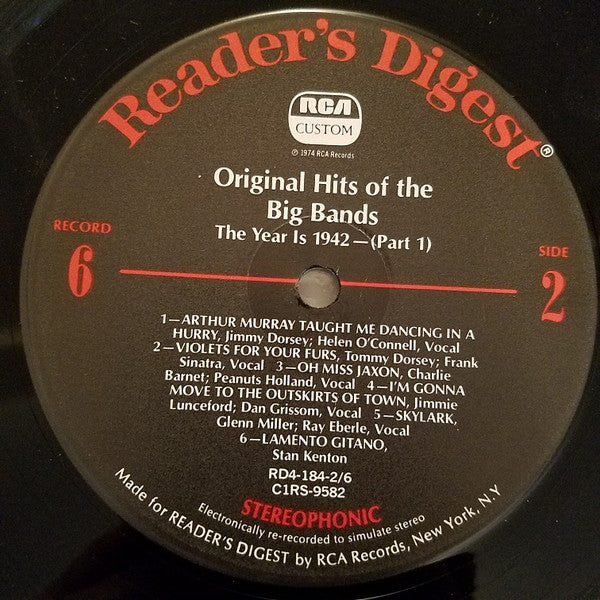 Reader's Digest®
RCA
CUSTOM
℗ 1974 RCA Records
Original Hits of the
Big Bands
The Year Is 1942—(Part 1)
RECORD
6
SIDE
2
1—ARTHUR MURRAY TAUGHT ME DANCING IN A
HURRY, Jimmy Dorsey; Helen O'Connell, Vocal
2—VIOLETS FOR YOUR FURS, Tommy Dorsey; Frank
Sinatra, Vocal 3—OH MISS JAXON, Charlie
Barnet; Peanuts Holland, Vocal 4—I'M GONNA
MOVE TO THE OUTSKIRTS OF TOWN, Jimmie
Lunceford; Dan Grissom, Vocal 5—SKYLARK,
Glenn Miller; Ray Eberle, Vocal
6—LAMENTO GITANO,
Stan Kenton
RD4-184-2/6
C1RS-9582
STEREOPHONIC
Electronically re-recorded to simulate stereo
Made for READER'S DIGEST by RCA Records, New York, N.Y